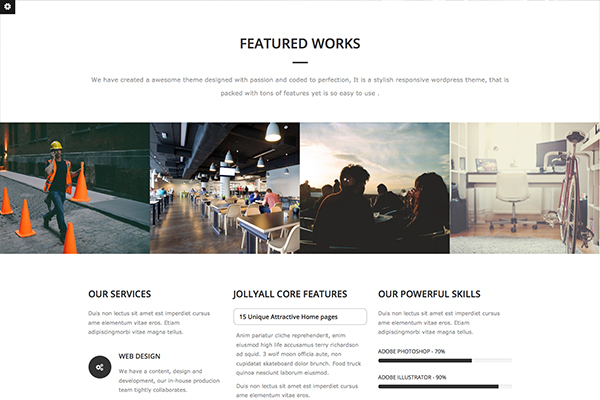 FEATURED WORKS
We have created a awesome theme designed with passion and coded to perfection, It is a stylish responsive wordpress theme, that is
packed with tons of features yet is so easy to use .
OUR SERVICES
Duis non lectus sit amet est imperdiet cursus
ame elementum vitae eros. Etiam
adipiscingmorbi vitae magna tellus.
WEB DESIGN
We have a content, design and
development, our in-house producion
team tightly collaborates.
JOLLYALL CORE FEATURES
15 Unique Attractive Home pages
Anim pariatur cliche reprehenderit, enim
eiusmod high life accusamus terry richardson
ad squid. 3 wolf moon officia aute, non
cupidatat skateboard dolor brunch. Food truck
quinoa nesciunt laborum eiusmod.
Duis non lectus sit amet est imperdiet cursus
OUR POWERFUL SKILLS
Duis non lectus sit amet est imperdiet cursus
ame elementum vitae eros. Etiam
adipiscingmorbi vitae magna tellus.
ADOBE PHOTOSHOP - 70%
ADOBE ILLUSTRATOR - 90%